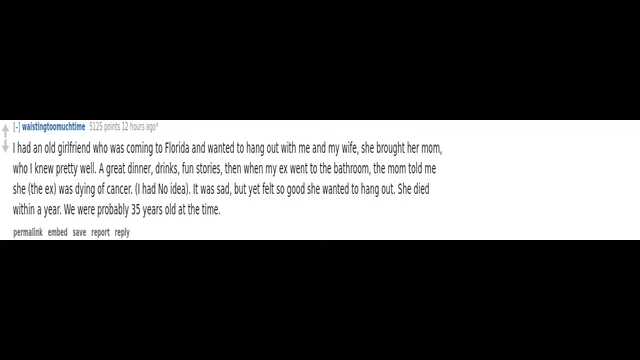 [-] waistingtoomuchtime 5125 points 12 hours ago*
I had an old girlfriend who was coming to Florida and wanted to hang out with me and my wife, she brought her mom,
who I knew pretty well. A great dinner, drinks, fun stories, then when my ex went to the bathroom, the mom told me
she (the ex) was dying of cancer. (I had No idea). It was sad, but yet felt so good she wanted to hang out. She died
within a year. We were probably 35 years old at the time.
permalink embed save report reply